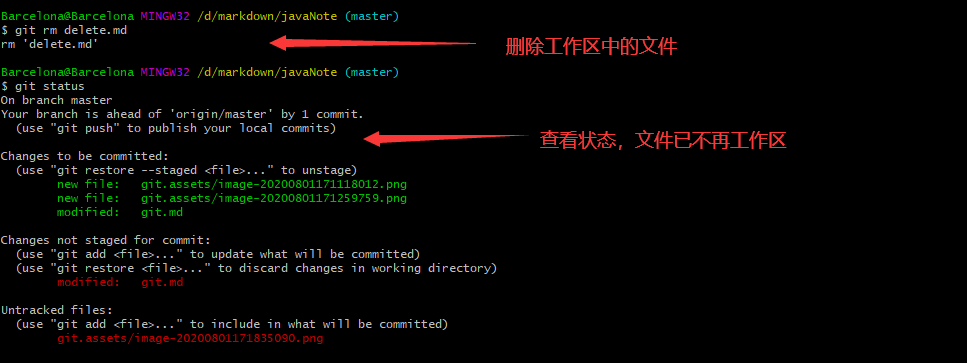 Barcelona@Barcelona MINGW32 /d/markdown/javaNote (master)
$ git rm delete.md
rm 'delete.md'
删除工作区中的文件
Barcelona@Barcelona MINGW32 /d/markdown/javaNote (master)
$ git status
On branch master
Your branch is ahead of 'origin/master' by 1 commit.
(use "git push" to publish your local commits)
查看状态，文件已不再工作区
Changes to be committed:
(use "git restore --staged <file>..." to unstage)
new file: git.assets/image-20200801171118012.png
new file: git.assets/image-20200801171259759.png
modified: git.md
Changes not staged for commit:
(use "git add <file>..." to update what will be committed)
(use "git restore <file>..." to discard changes in working directory)
modified: git.md
Untracked files:
(use "git add <file>..." to include in what will be committed)
git.assets/image-20200801171835090.png